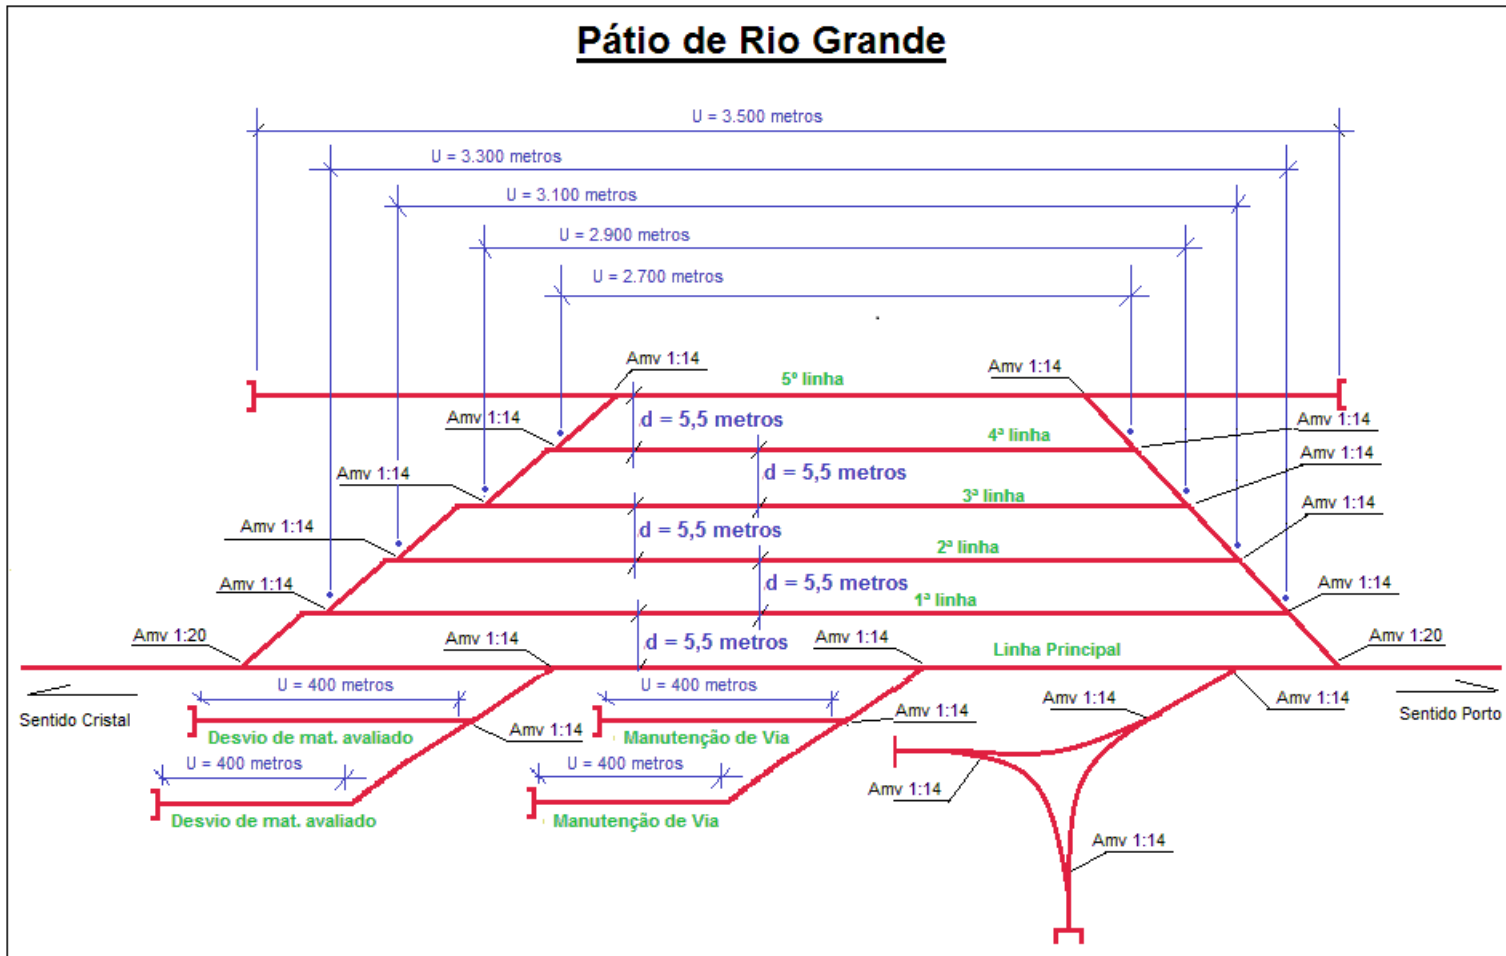 Pátio de Rio Grande
U = 3.500 metros
U = 3.300 metros
U = 3.100 metros
U = 2.900 metros
U = 2.700 metros
Amv 1:14
5º linha
Amv 1:14
Amv 1:14
d = 5,5 metros
4ª linha
Amv 1:14
Amv 1:14
d = 5,5 metros
Amv 1:14
3ª linha
Amv 1:14
d = 5,5 metros
Amv 1:14
2ª linha
Amv 1:14
d = 5,5 metros
Amv 1:14
1ª linha
Amv 1:20
Amv 1:14
d = 5,5 metros
Amv 1:14
Linha Principal
Amv 1:20
U = 400 metros
U = 400 metros
Amv 1:14
Amv 1:14
Sentido Cristal
Amv 1:14
Sentido Porto
Desvio de mat. avaliado
Amv 1:14
Manutenção de Via
U = 400 metros
U = 400 metros
Amv 1:14
Desvio de mat. avaliado
Manutenção de Via
Amv 1:14